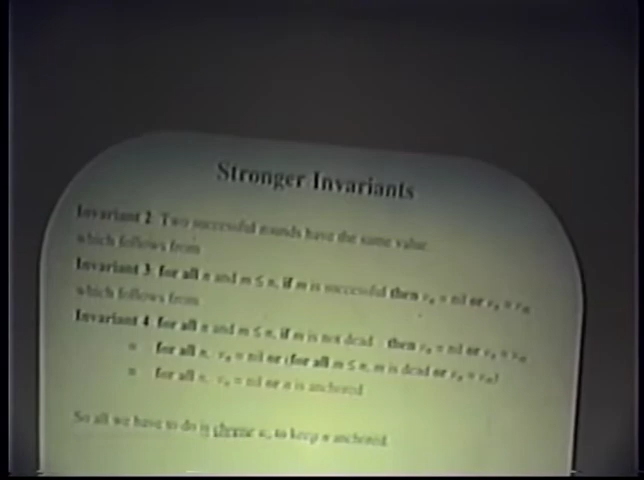 Stronger Invariants
Invariant 2: Two successful rounds have the same value.
which follows from
Invariant 3: for all n and m ≤ n, if m is successful then vₙ = nil or vₙ = vₘ
which follows from
Invariant 4: for all n and m ≤ n, if m is not dead then vₙ = nil or vₙ = vₘ
= for all n, vₙ = nil or (for all m ≤ n, m is dead or vₙ = vₘ)
= for all n, vₙ = nil or n is anchored
So all we have to do is choose to keep n anchored.